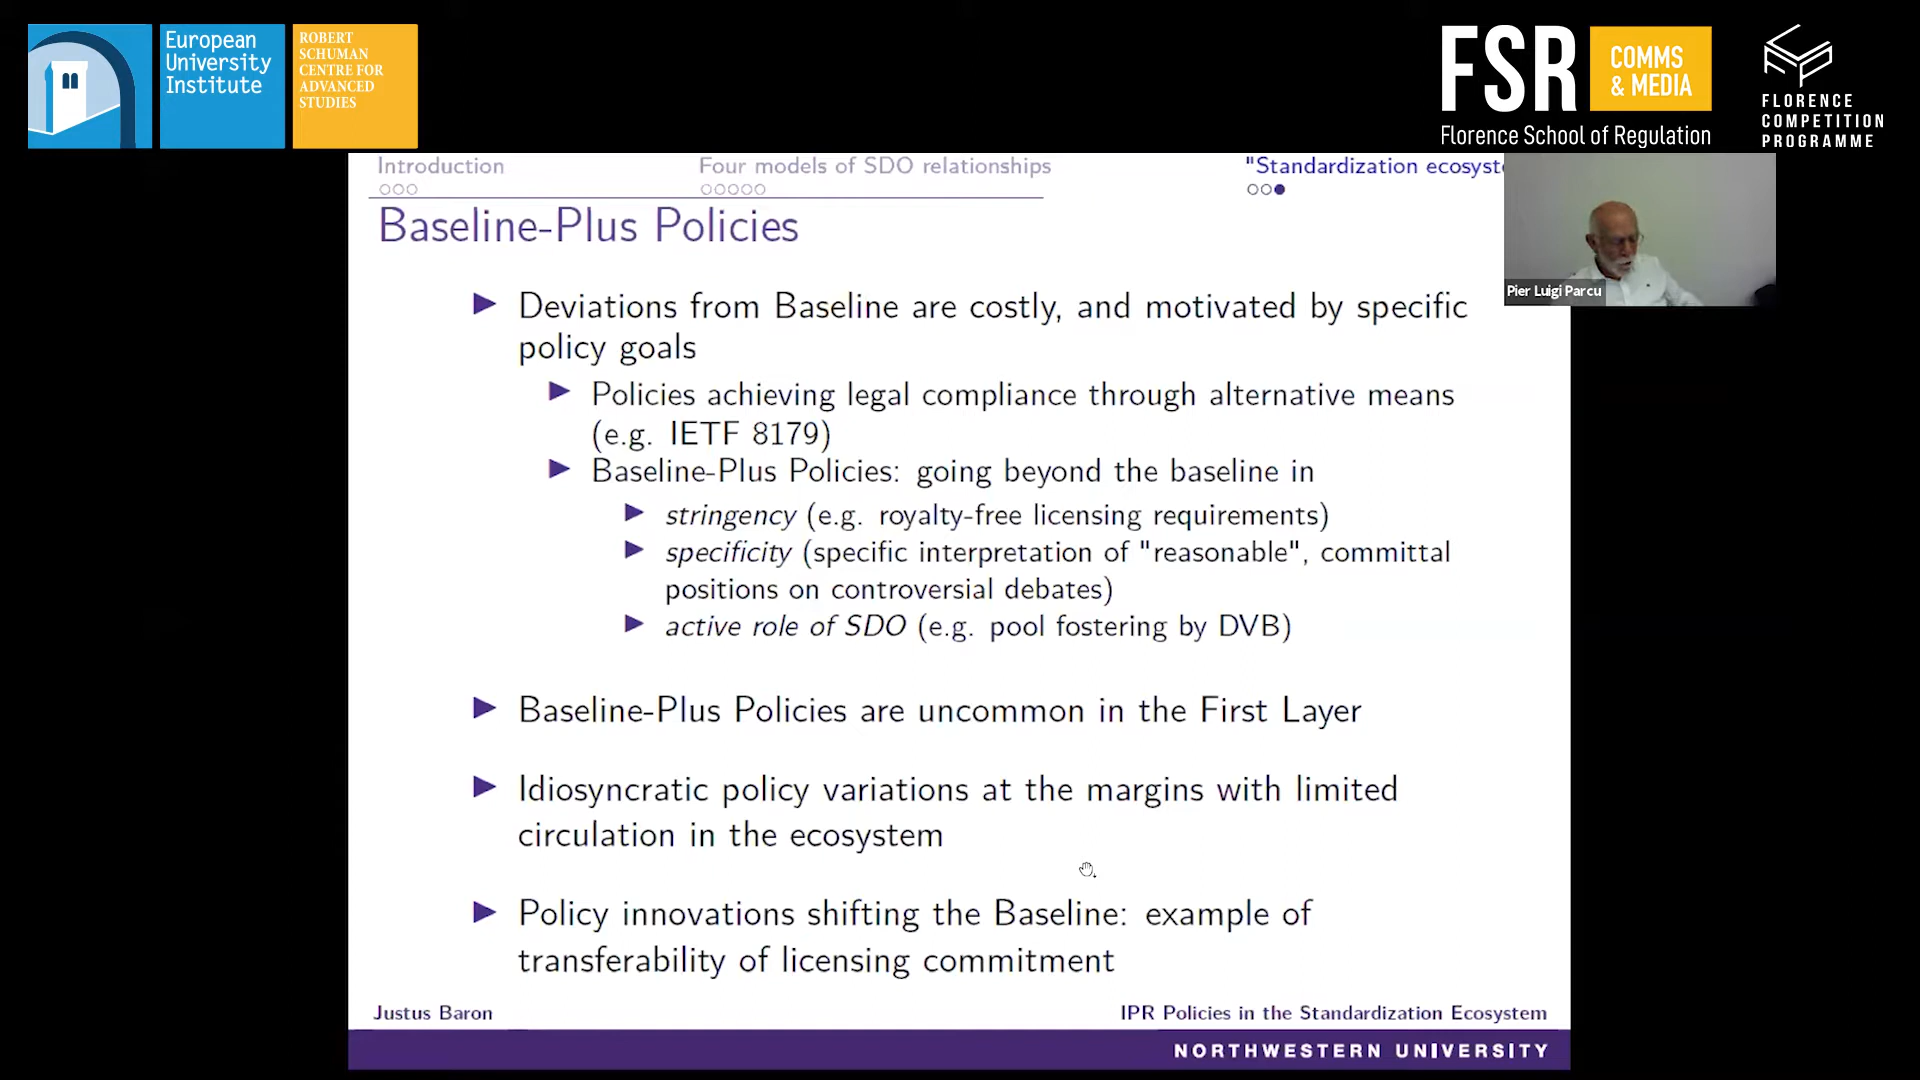 European
University
Institute
ROBERT
SCHUMAN
CENTRE FOR
ADVANCED
STUDIES
FSR
COMMS
& MEDIA
Florence School of Regulation
FLORENCE
COMPETITION
PROGRAMME
Introduction
Four models of SDO relationships
"Standardization ecosyste
Baseline-Plus Policies
Pier Luigi Parcu
Deviations from Baseline are costly, and motivated by specific
policy goals
Policies achieving legal compliance through alternative means
(e.g. IETF 8179)
Baseline-Plus Policies: going beyond the baseline in
stringency (e.g. royalty-free licensing requirements)
specificity (specific interpretation of "reasonable", committal
positions on controversial debates)
active role of SDO (e.g. pool fostering by DVB)
Baseline-Plus Policies are uncommon in the First Layer
Idiosyncratic policy variations at the margins with limited
circulation in the ecosystem
Policy innovations shifting the Baseline: example of
transferability of licensing commitment
Justus Baron
IPR Policies in the Standardization Ecosystem
NORTHWESTERN UNIVERSITY